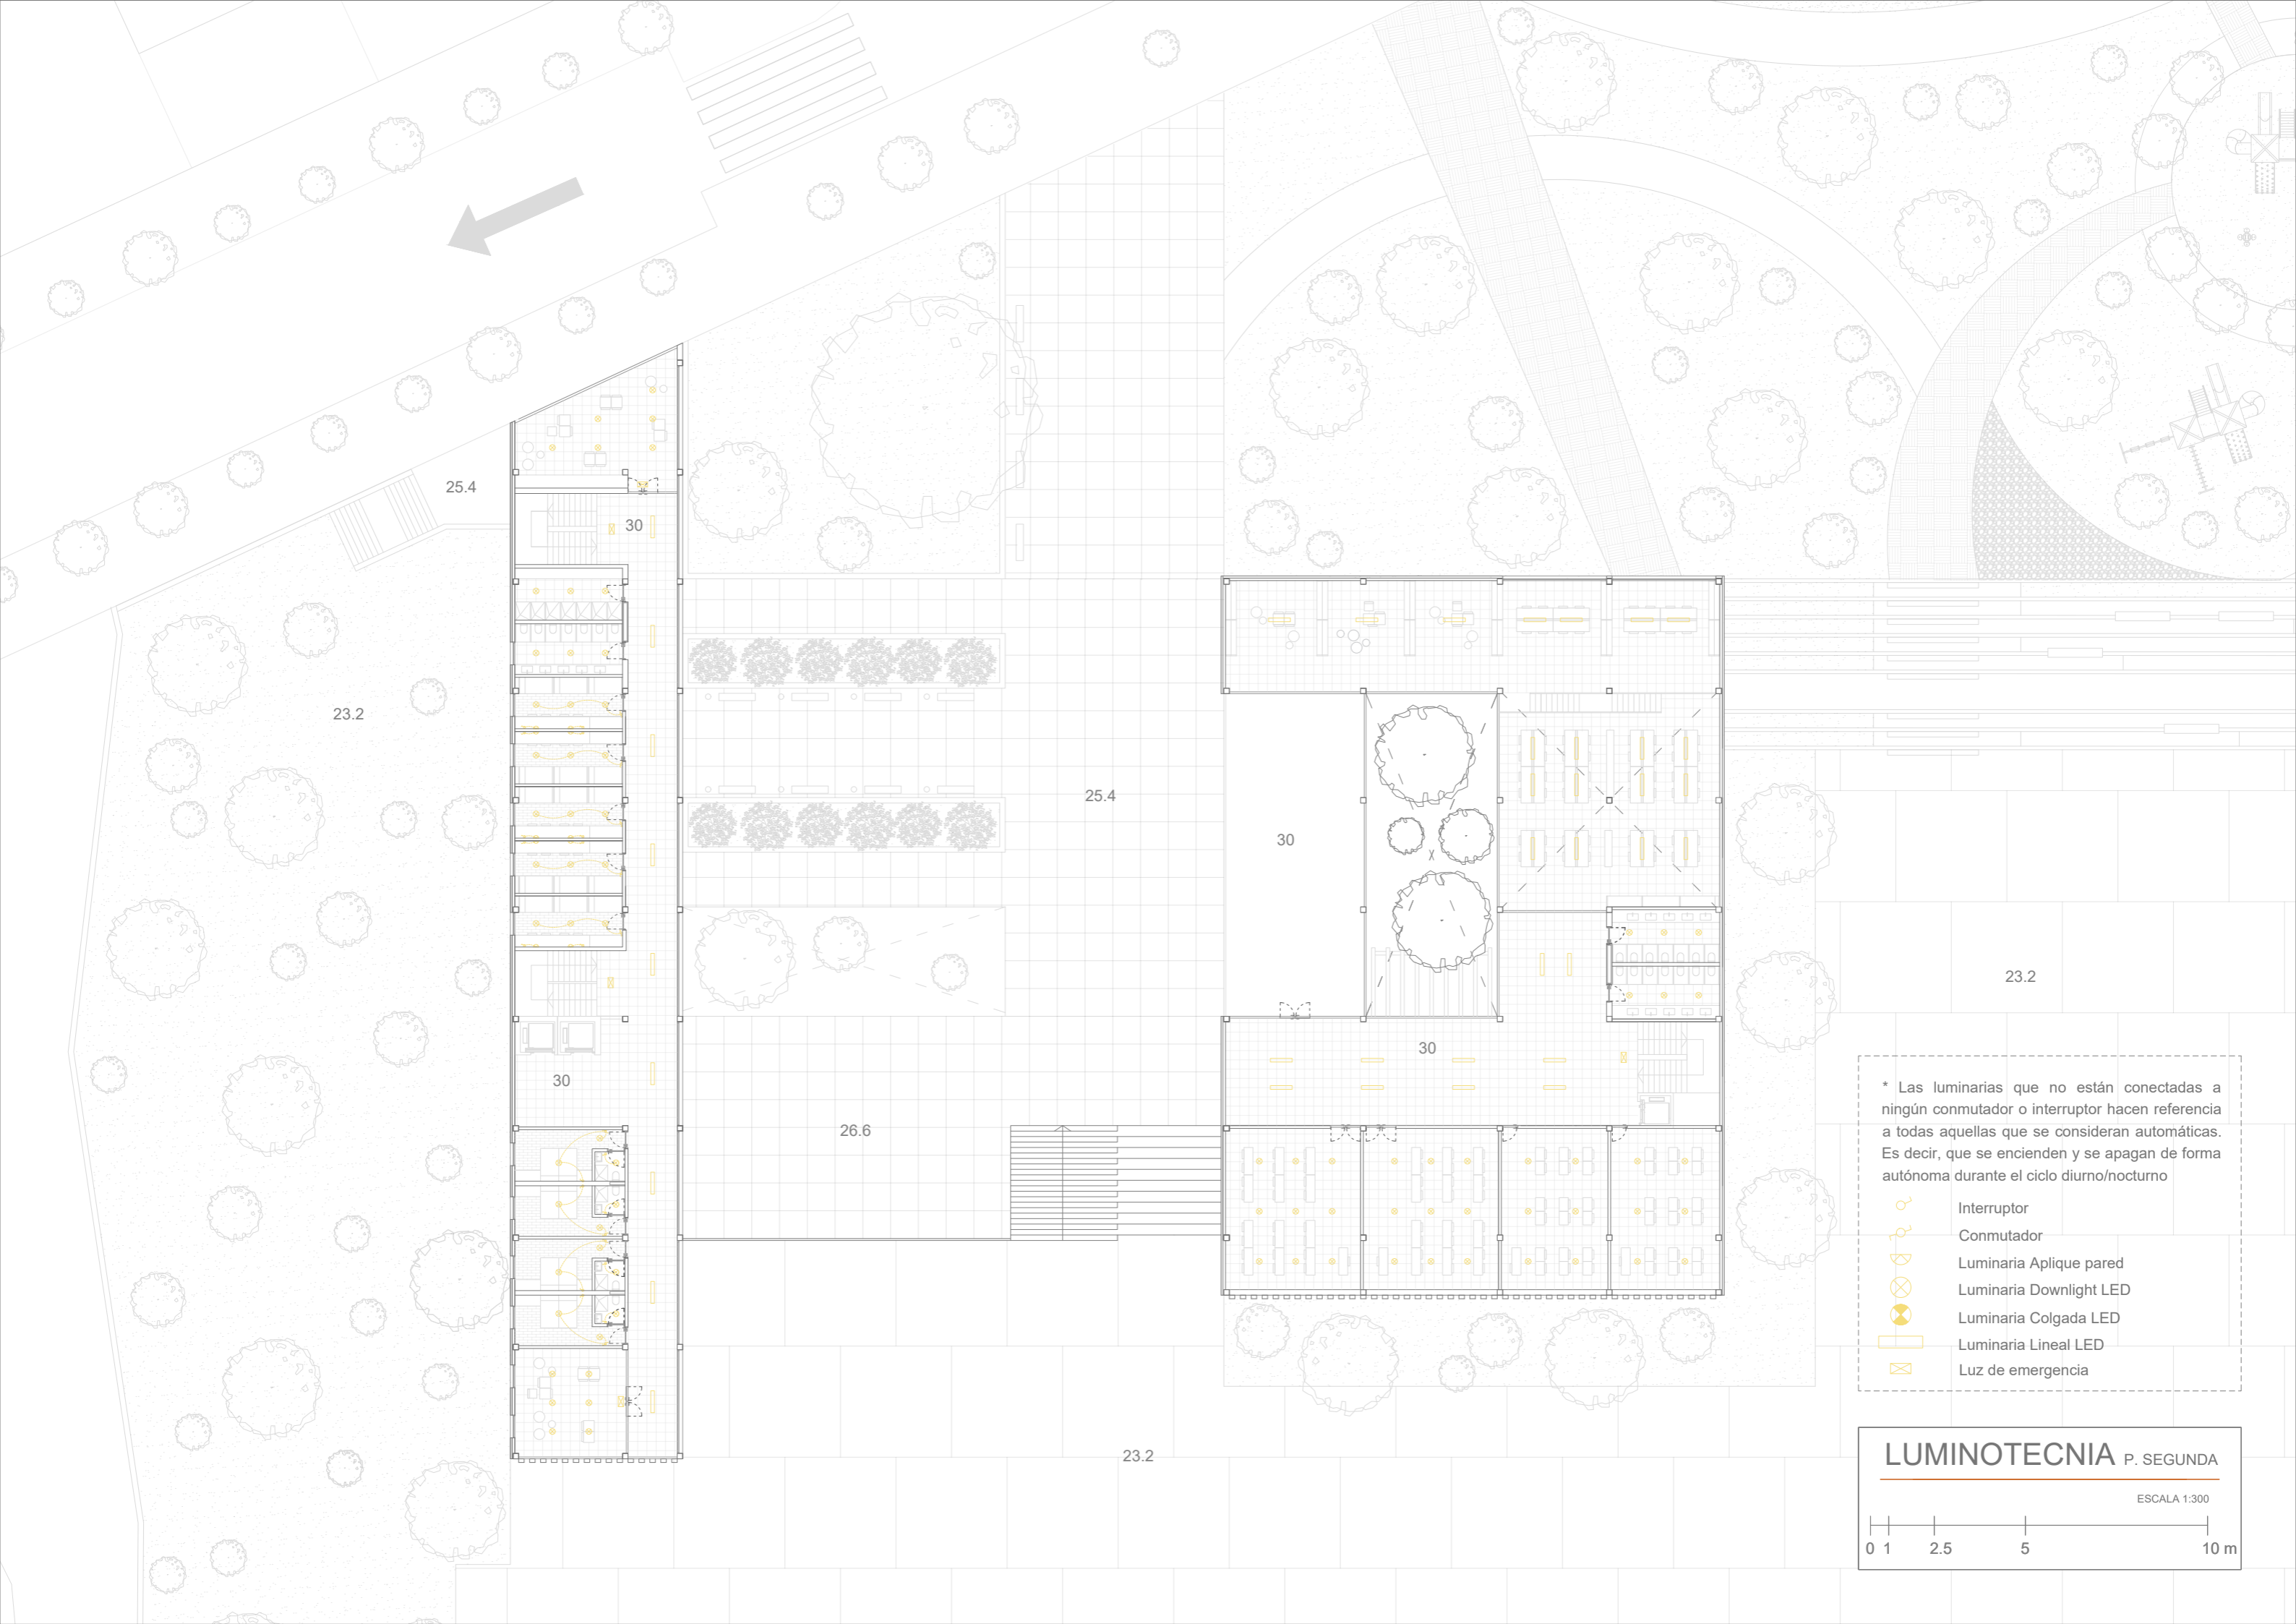 25.4
30
23.2
25.4
30
23.2
30
30
26.6
* Las luminarias que no están conectadas a
ningún conmutador o interruptor hacen referencia
a todas aquellas que se consideran automáticas.
Es decir, que se encienden y se apagan de forma
autónoma durante el ciclo diurno/nocturno
Interruptor
Conmutador
Luminaria Aplique pared
Luminaria Downlight LED
Luminaria Colgada LED
Luminaria Lineal LED
Luz de emergencia
23.2
LUMINOTECNIA P. SEGUNDA
ESCALA 1:300
0 1 2.5 5 10 m